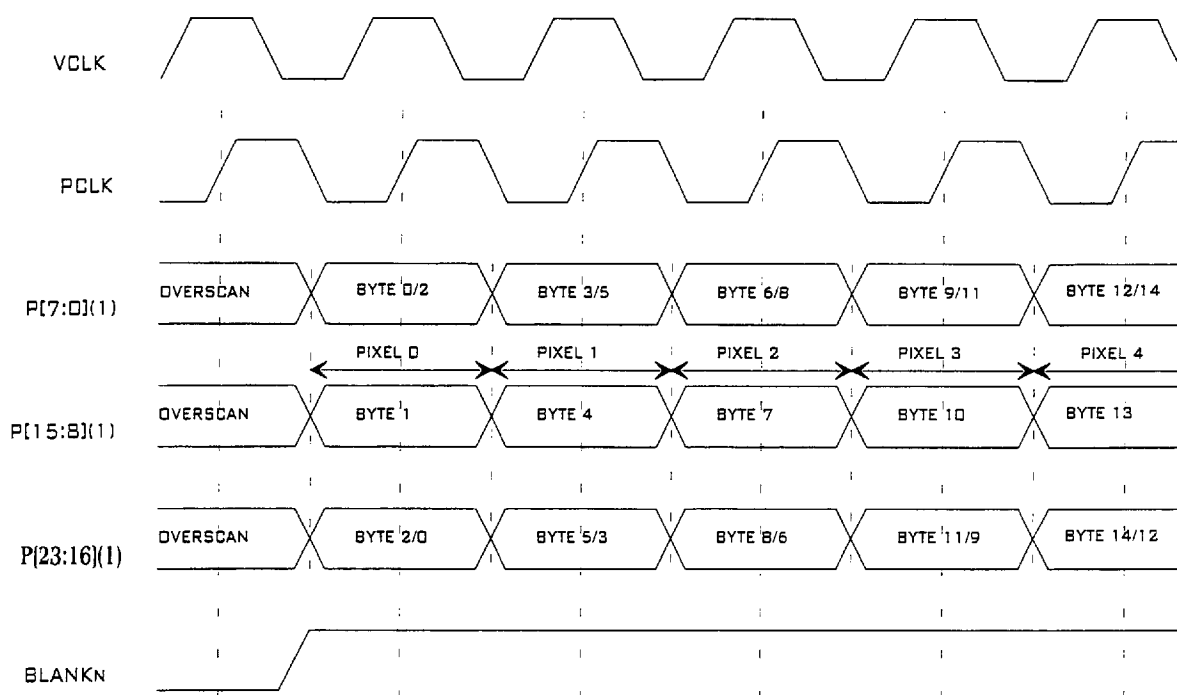 VCLK
PCLK
P[7:0](1) OVERSCAN BYTE 0/2 BYTE 3/5 BYTE 6/8 BYTE 9/11 BYTE 12/14
PIXEL 0 PIXEL 1 PIXEL 2 PIXEL 3 PIXEL 4
P[15:8](1) OVERSCAN BYTE 1 BYTE 4 BYTE 7 BYTE 10 BYTE 13
P[23:16](1) OVERSCAN BYTE 2/0 BYTE 5/3 BYTE 8/6 BYTE 11/9 BYTE 14/12
BLANKN